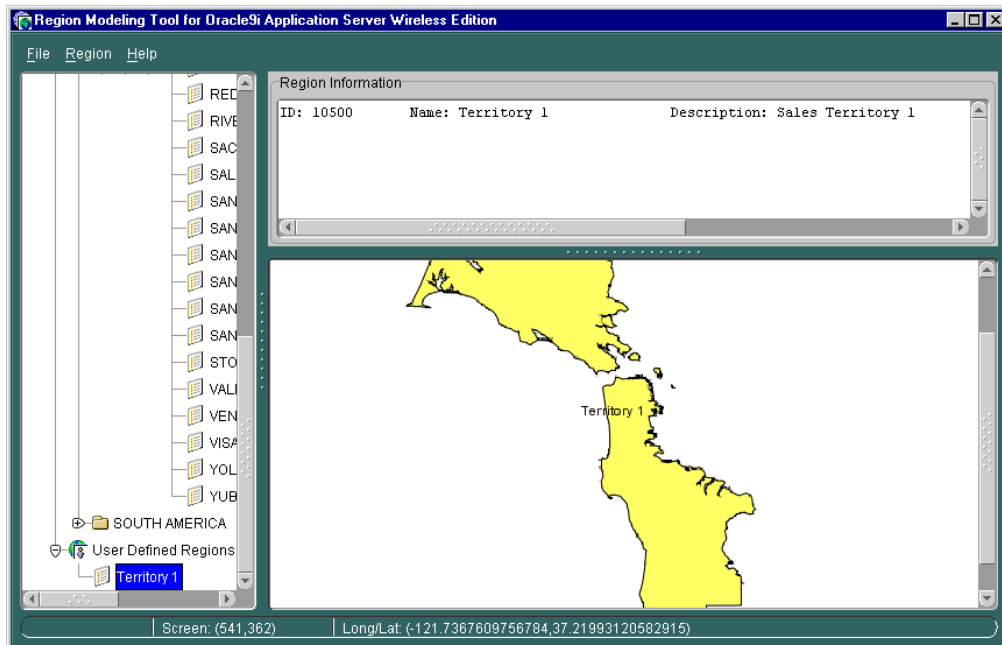 Region Modeling Tool for Oracle9i Application Server Wireless Edition
File Region Help
RED
RIVE
SAC
SAL
SAN
SAN
SAN
SAN
SAN
SAN
STO
VALI
VEN
VISA
YOL
YUB
SOUTH AMERICA
User Defined Regions
Territory 1
Region Information
ID: 10500 Name: Territory 1 Description: Sales Territory 1
Territory 1
Screen: (541,362) Long/Lat: (-121.7367609756784,37.21993120582915)